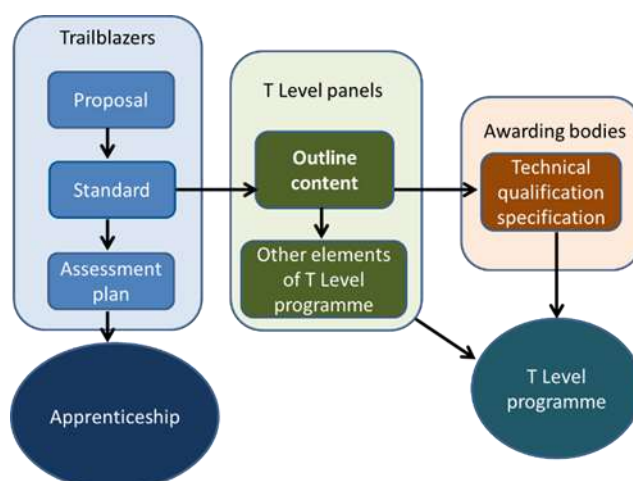 Trailblazers
Proposal
Standard
Assessment
plan
Apprenticeship
T Level panels
Outline
content
Other elements
of T Level
programme
Awarding bodies
Technical
qualification
specification
T Level
programme